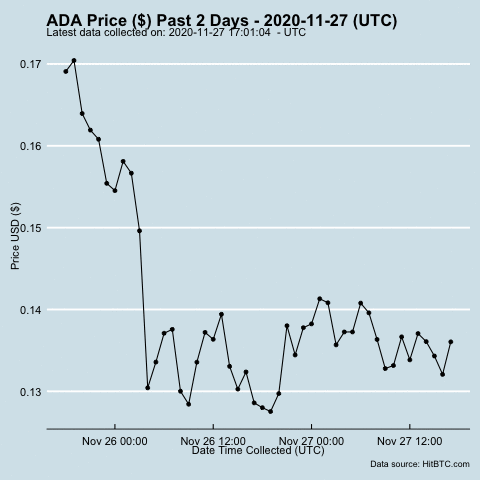 ADA Price ($) Past 2 Days - 2020-11-27 (UTC)
Latest data collected on: 2020-11-27 17:01:04 - UTC
0.17
0.16
0.15
0.14
0.13
Price USD ($)
Nov 26 00:00 Nov 26 12:00 Nov 27 00:00 Nov 27 12:00
Date Time Collected (UTC)
Data source: HitBTC.com